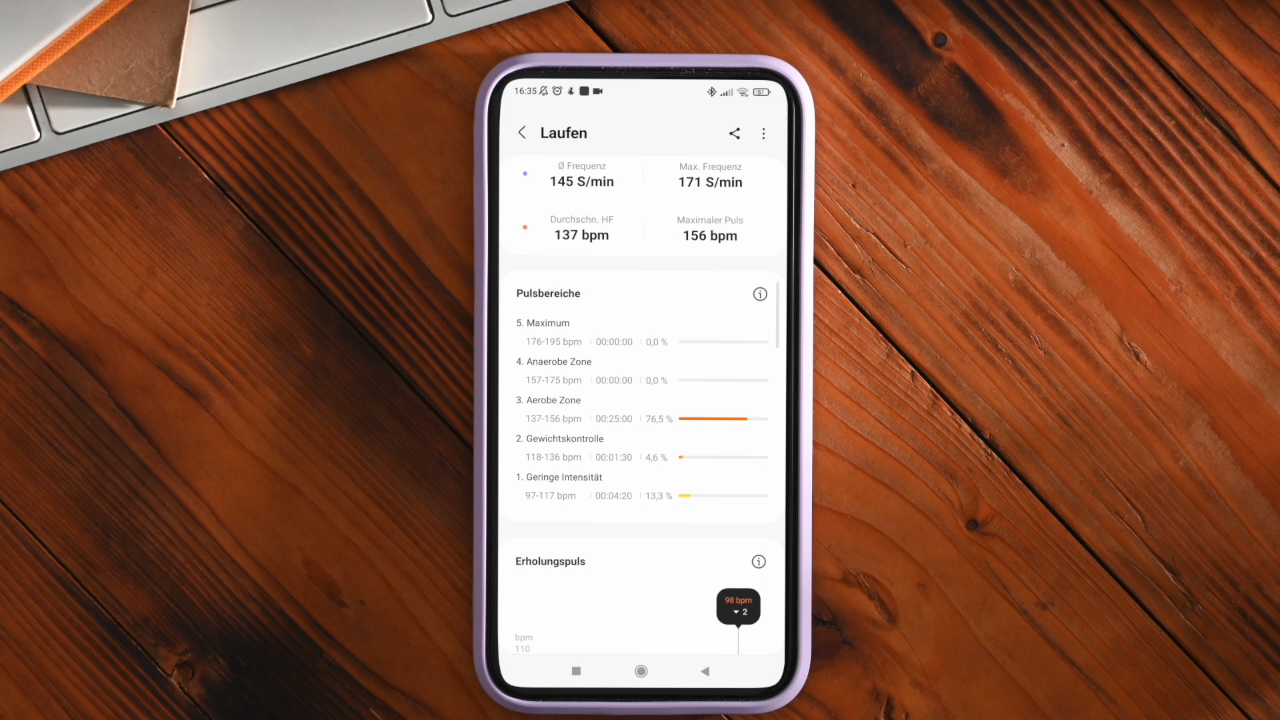 16:35
61
Laufen
Ø Frequenz
145 S/min
Max. Frequenz
171 S/min
Durchschn. HF
137 bpm
Maximaler Puls
156 bpm
Pulsbereiche
5. Maximum
176-195 bpm 00:00:00 0,0 %
4. Anaerobe Zone
157-175 bpm 00:00:00 0,0 %
3. Aerobe Zone
137-156 bpm 00:25:00 76,5 %
2. Gewichtskontrolle
118-136 bpm 00:01:30 4,6 %
1. Geringe Intensität
97-117 bpm 00:04:20 13,3 %
Erholungspuls
98 bpm
2
bpm
110